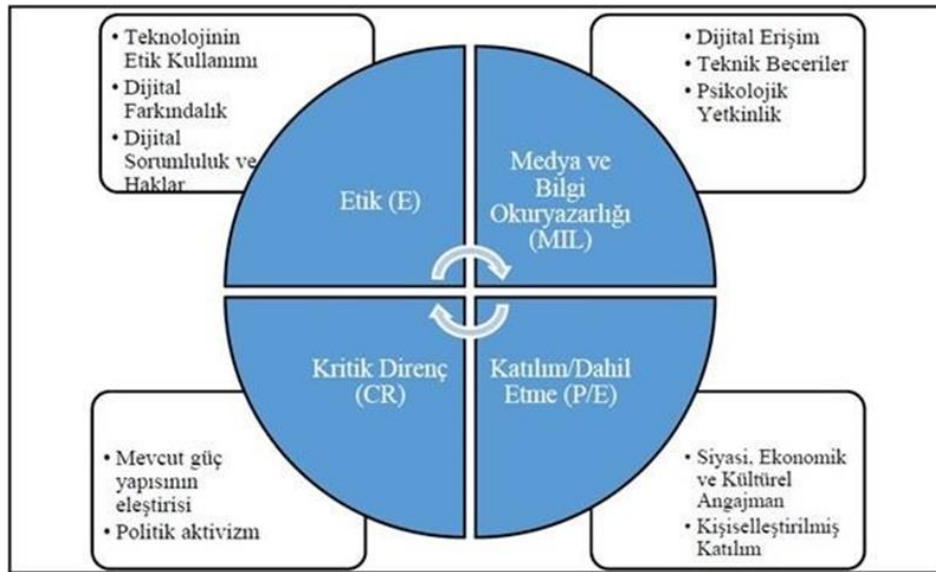 • Teknolojinin
Etik Kullanımı
• Dijital
Farkındalık
• Dijital
Sorumluluk ve
Haklar
• Dijital Erişim
• Teknik Beceriler
• Psikolojik
Yetkinlik
Etik (E)
Medya ve
Bilgi
Okuryazarlığı
(MIL)
Kritik Direnç
(CR)
Katılım/Dahil
Etme (P/E)
• Mevcut güç
yapısının
eleştirisi
• Politik aktivizm
• Siyasi, Ekonomik
ve Kültürel
Angajman
• Kişiselleştirilmiş
Katılım